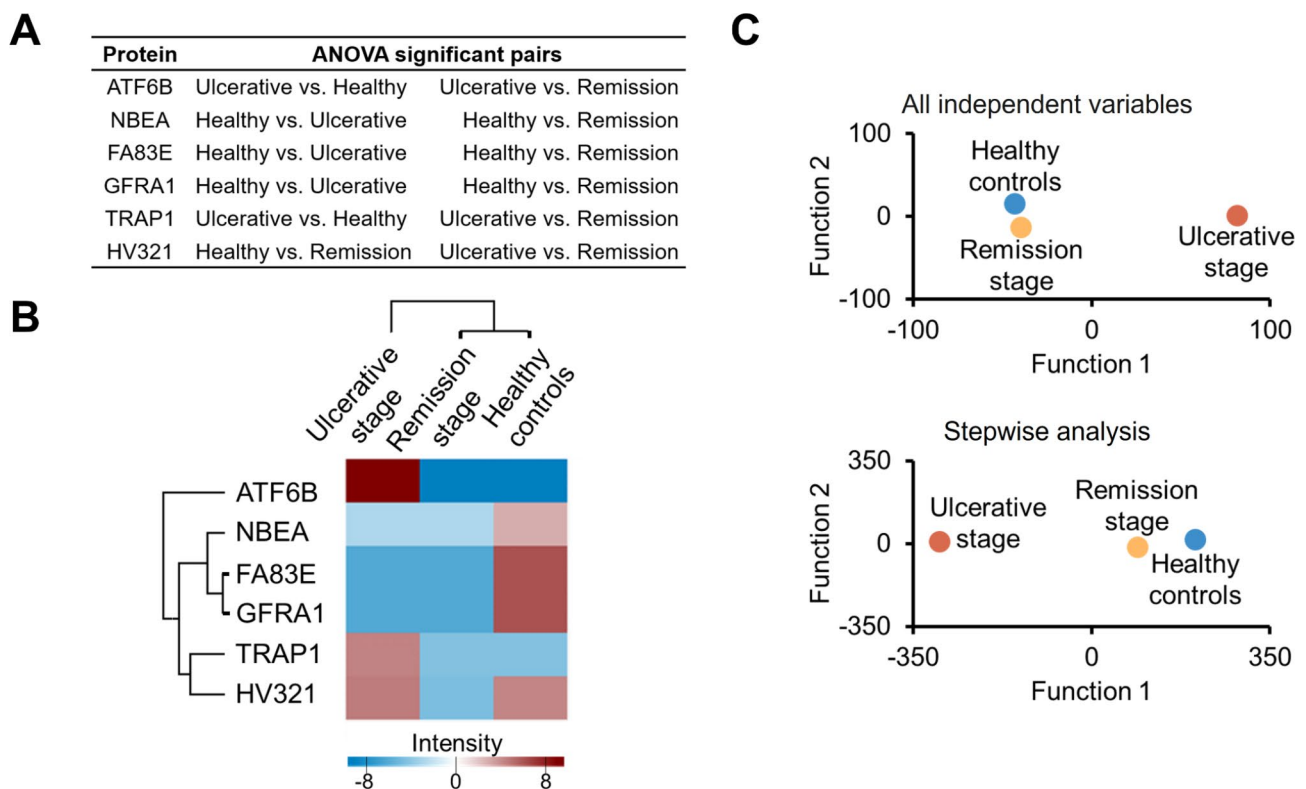 A
Protein ANOVA significant pairs
ATF6B Ulcerative vs. Healthy Ulcerative vs. Remission
NBEA Healthy vs. Ulcerative Healthy vs. Remission
FA83E Healthy vs. Ulcerative Healthy vs. Remission
GFRA1 Healthy vs. Ulcerative Healthy vs. Remission
TRAP1 Ulcerative vs. Healthy Ulcerative vs. Remission
HV321 Healthy vs. Remission Ulcerative vs. Remission
B
Ulcerative
stage
Remission
stage
Healthy
controls
ATF6B
NBEA
FA83E
GFRA1
TRAP1
HV321
Intensity
-8 0 8
C
All independent variables
Function 2
100
0
-100
Healthy
controls
Remission
stage
Ulcerative
stage
-100 0 100
Function 1
Stepwise analysis
Function 2
350
0
-350
Ulcerative
stage
Remission
stage
Healthy
controls
-350 0 350
Function 1